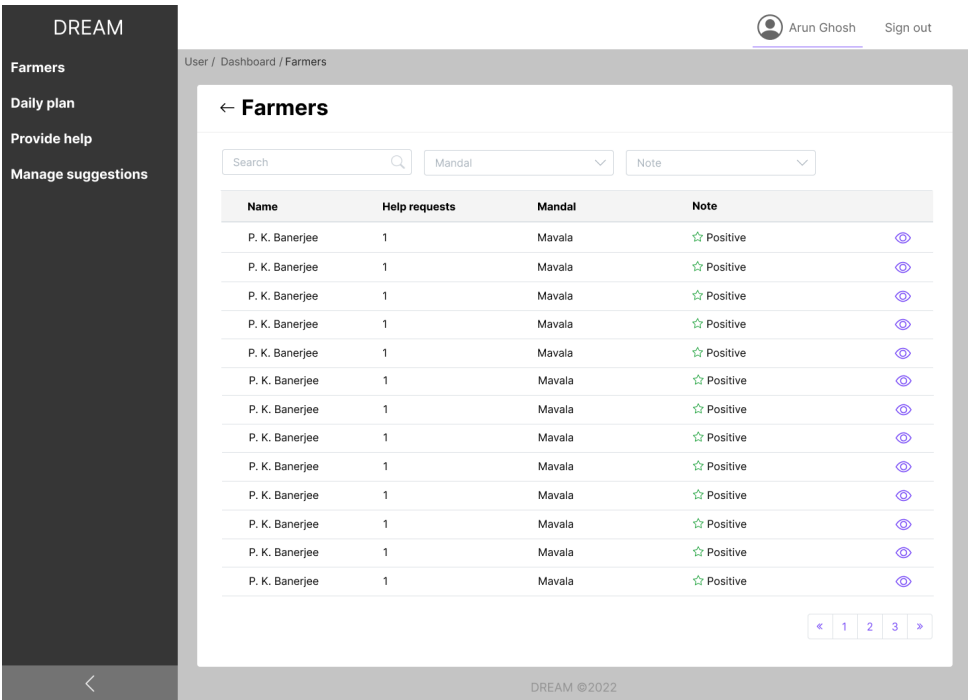 DREAM
Arun Ghosh Sign out
Farmers
Daily plan
Provide help
Manage suggestions
User / Dashboard / Farmers
← Farmers
Search Mandal Note
Name Help requests Mandal Note
P. K. Banerjee 1 Mavala Positive
P. K. Banerjee 1 Mavala Positive
P. K. Banerjee 1 Mavala Positive
P. K. Banerjee 1 Mavala Positive
P. K. Banerjee 1 Mavala Positive
P. K. Banerjee 1 Mavala Positive
P. K. Banerjee 1 Mavala Positive
P. K. Banerjee 1 Mavala Positive
P. K. Banerjee 1 Mavala Positive
P. K. Banerjee 1 Mavala Positive
P. K. Banerjee 1 Mavala Positive
P. K. Banerjee 1 Mavala Positive
P. K. Banerjee 1 Mavala Positive
« 1 2 3 »
DREAM ©2022